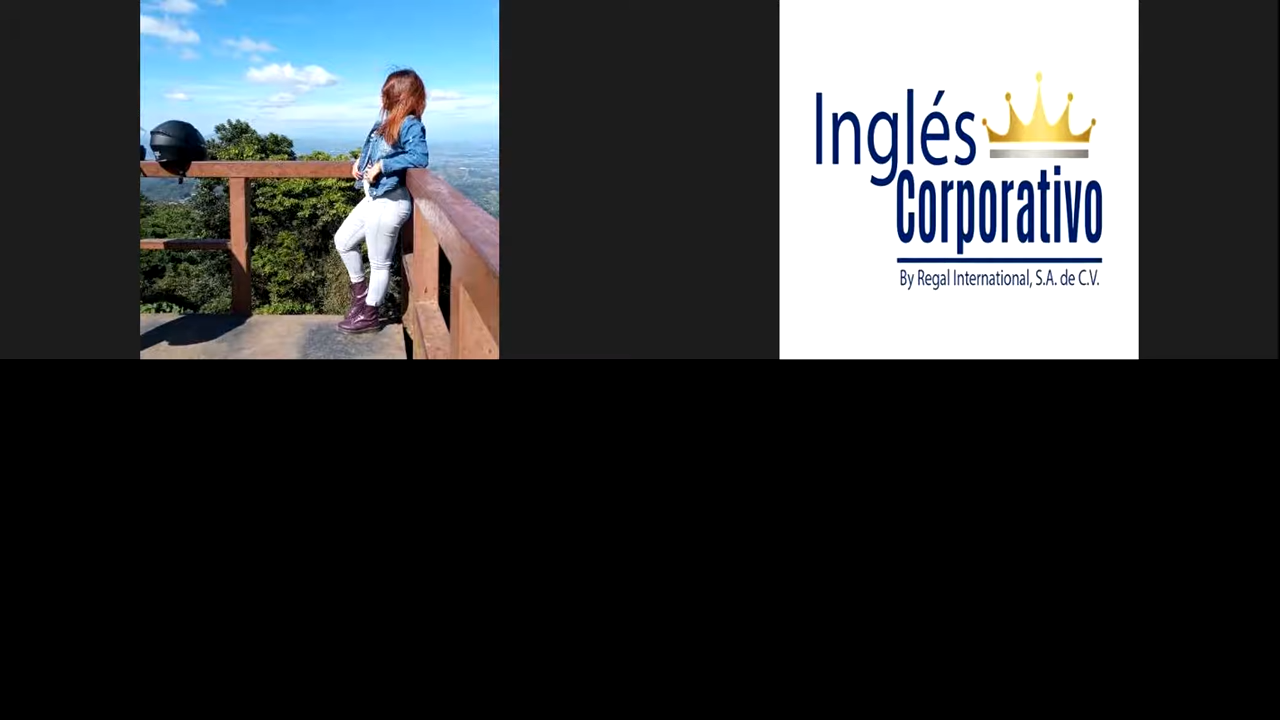 Inglés
Corporativo
By Regal International, S.A. de C.V.